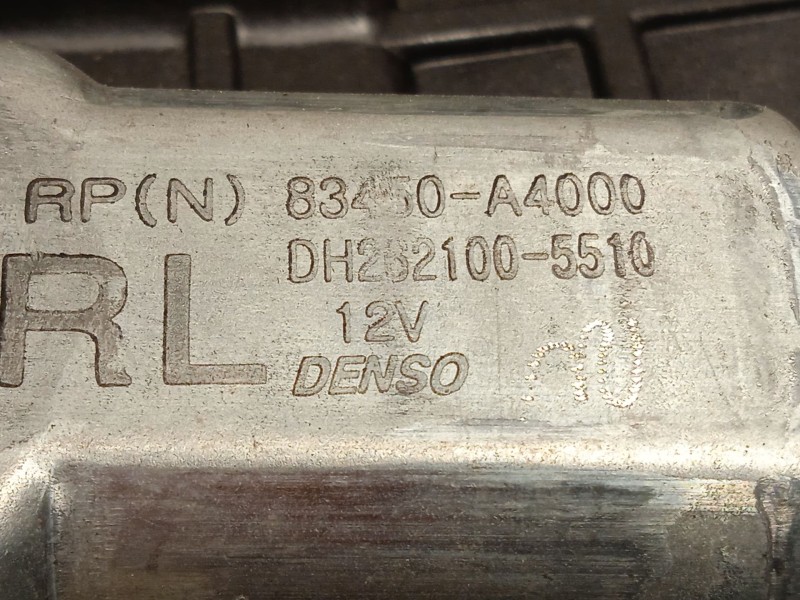 RP(N) 83450-A4000
RL
DH262100-5510
12V
DENSO